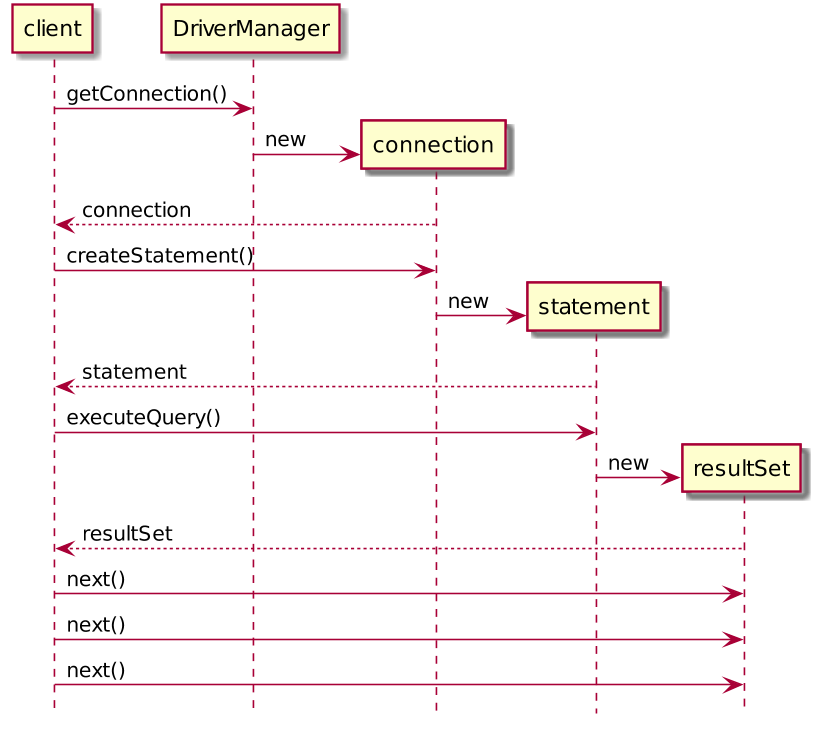 client DriverManager
getConnection()
new
connection
connection
createStatement()
new
statement
statement
executeQuery()
new
resultSet
resultSet
next()
next()
next()